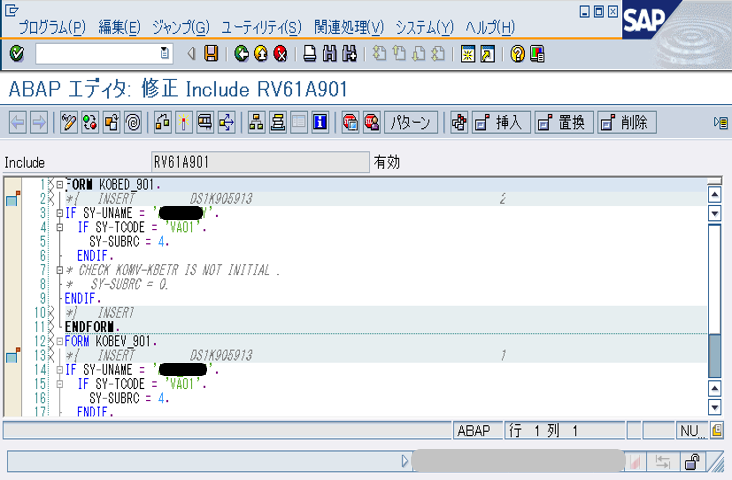 プログラム(P) 編集(E) ジャンプ(G) ユーティリティ(S) 関連処理(V) システム(Y) ヘルプ(H)
SAP
ABAP エディタ: 修正 Include RV61A901
パターン 挿入 置換 削除
Include RV61A901 有効
1 FORM KOBED_901.
2 *{ INSERT DS1K905913 2
3 IF SY-UNAME = '
4 IF SY-TCODE = 'VA01'.
5 SY-SUBRC = 4.
6 ENDIF.
7 * CHECK KOMV-KBETR IS NOT INITIAL .
8 * SY-SUBRC = 0.
9 ENDIF.
10 *} INSERT
11 ENDFORM.
12 FORM KOBEV_901.
13 *{ INSERT DS1K905913 1
14 IF SY-UNAME = '
15 IF SY-TCODE = 'VA01'.
16 SY-SUBRC = 4.
17 ENDIF.
ABAP 行 1 列 1 NU...